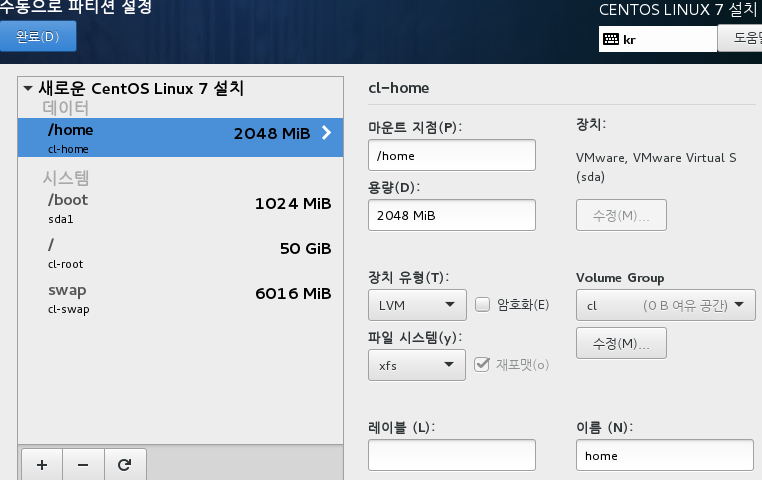 수동으로 파티션 설정
CENTOS LINUX 7 설치
완료(D)
kr
도움말
새로운 CentOS Linux 7 설치
데이터
/home
2048 MiB
cl-home
시스템
/boot
1024 MiB
sda1
/
50 GiB
cl-root
swap
6016 MiB
cl-swap
cl-home
마운트 지점(P):
/home
용량(D):
2048 MiB
장치:
VMware, VMware Virtual S
(sda)
수정(M)...
장치 유형(T):
LVM
암호화(E)
파일 시스템(y):
xfs
재포맷(o)
Volume Group
cl (0 B 여유 공간)
수정(M)...
레이블 (L):
이름 (N):
home